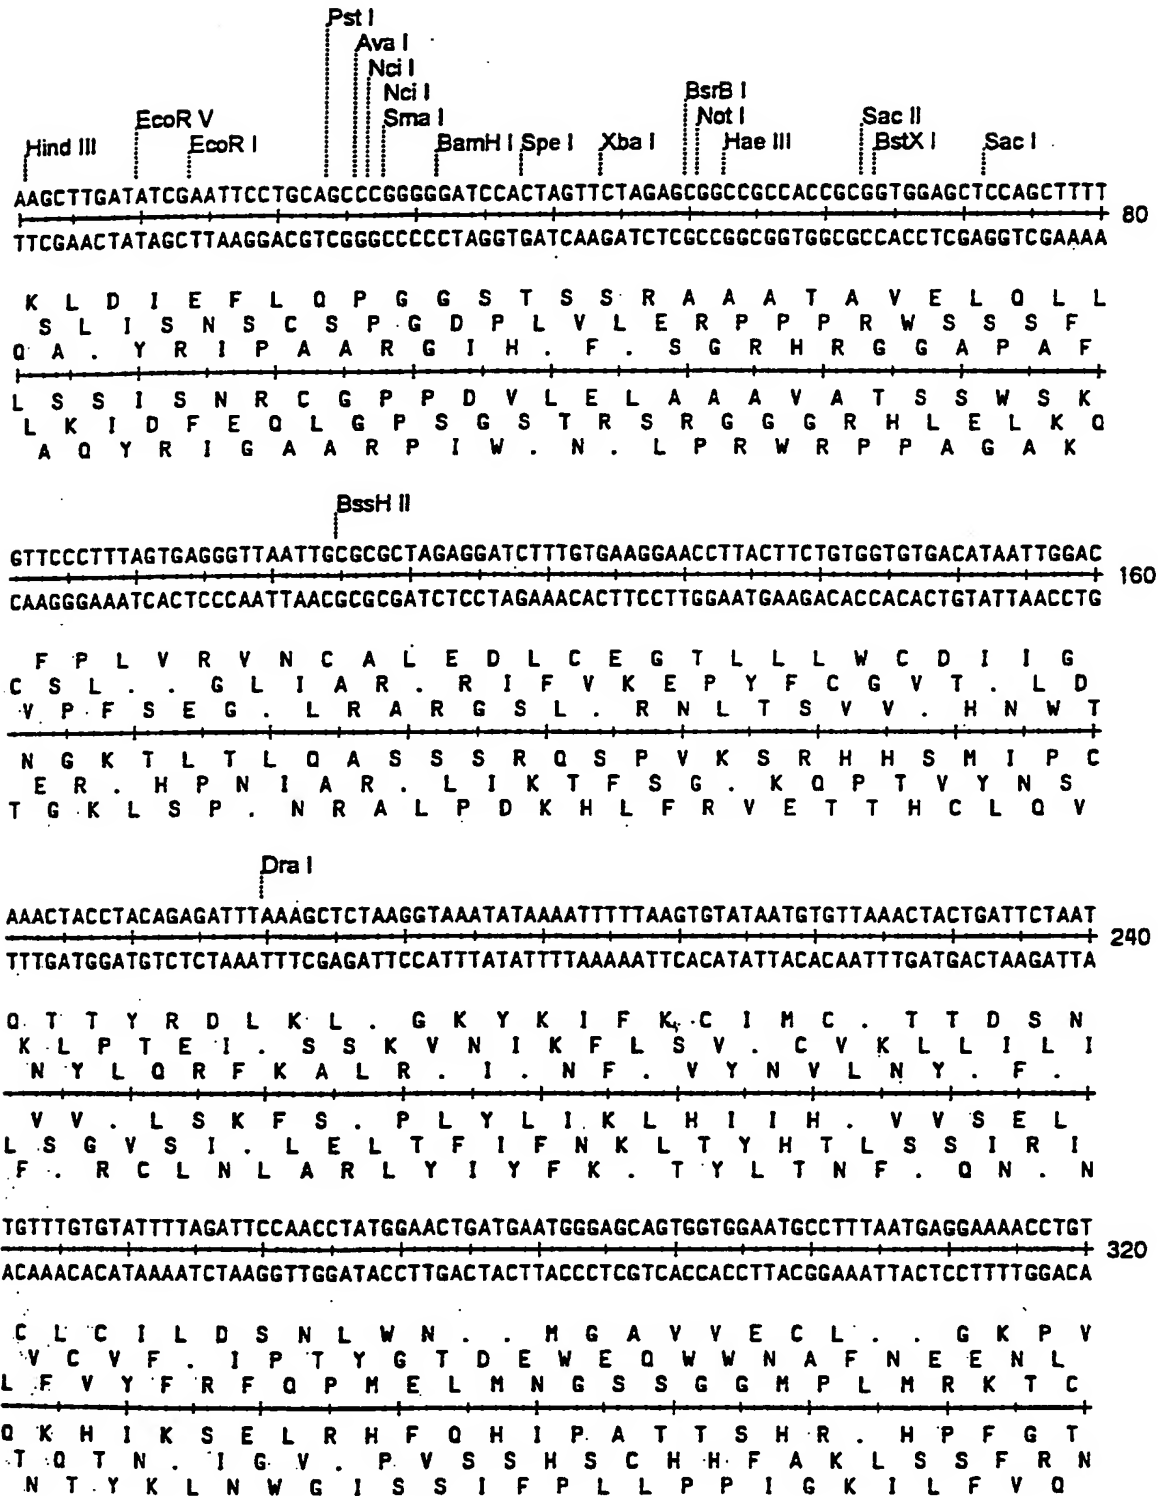 Pst I
Ava I
Nci I
Nci I
BsrB I
EcoR V
Sma I
Not I
Sac II
Hind III
EcoR I
BamH I
Spe I
Xba I
Hae III
BstX I
Sac I
AAGCTTGATATCGAATTCCTGCAGCCCGGGGGATCCACTAGTTCTAGAGCGGCCGCCACCGCGGTGGAGCTCCAGCTTTT
80
TTCGAACTATAGCTTAAGGACGTCGGGCCCCCTAGGTGATCAAGATCTCGCCGGCGGTGGCGCCACCTCGAGGTCGAAAA
K L D I E F L Q P G G S T S S R A A A T A V E L Q L L
S L I S N S C S P G D P L V L E R P P P R W S S S F
Q A . Y R I P A A R G I H . F . S G R H R G G A P A F
L S S I S N R C G P P D V L E L A A A V A T S S W S K
L K I D F E Q L G P S G S T R S R G G G R H L E L K Q
A Q Y R I G A A R P I W . N . L P R W R P P A G A K
BssH II
GTTCCCTTTAGTGAGGGTTAATTGCGCGCTAGAGGATCTTTGTGAAGGAACCTTACTTCTGTGGTGTGACATAATTGGAC
160
CAAGGGAAATCACTCCCAATTAACGCGCGATCTCCTAGAAACACTTCCTTGGAATGAAGACACCACACTGTATTAACCTG
F P L V R V N C A L E D L C E G T L L L W C D I I G
C S L . . G L I A R . R I F V K E P Y F C G V T . L D
V P F S E G . L R A R G S L . R N L T S V V . H N W T
N G K T L T L Q A S S S R Q S P V K S R H H S M I P C
E R . H P N I A R . L I K T F S G . K Q P T V Y N S
T G K L S P . N R A L P D K H L F R V E T T H C L Q V
Dra I
AAACTACCTACAGAGATTTAAAGCTCTAAGGTAAATATAAAATTTTTAAGTGTATAATGTGTTAAACTACTGATTCTAAT
240
TTTGATGGATGTCTCTAAATTTCGAGATTCCATTTATATTTTAAAAATTCACATATTACACAATTTGATGACTAAGATTA
Q T T Y R D L K L . G K Y K I F K C I M C . T T D S N
K L P T E I . S S K V N I K F L S V . C V K L L I L I
N Y L Q R F K A L R . I . N F . V Y N V L N Y . F .
V V . L S K F S . P L Y L I K L H I I H . V V S E L
L S G V S I . L E L T F I F N K L T Y H T L S S I R I
F . R C L N L A R L Y I Y F K . T Y L T N F . Q N . N
TGTTTGTGTATTTTAGATTCCAACCTATGGAACTGATGAATGGGAGCAGTGGTGGAATGCCTTTAATGAGGAAAACCTGT
320
ACAAACACATAAAATCTAAGGTTGGATACCTTGACTACTTACCCTCGTCACCACCTTACGGAAATTACTCCTTTTGGACA
C L C I L D S N L W N . . M G A V V E C L . . G K P V
V C V F . I P T Y G T D E W E Q W W N A F N E E N L
L F V Y F R F Q P M E L M N G S S G G M P L M R K T C
Q K H I K S E L R H F Q H I P A T T S H R . H P F G T
T Q T N . I G V . P V S S H S C H H F A K L S S F R N
N T Y K L N W G I S S I F P L L P P I G K I L F V Q